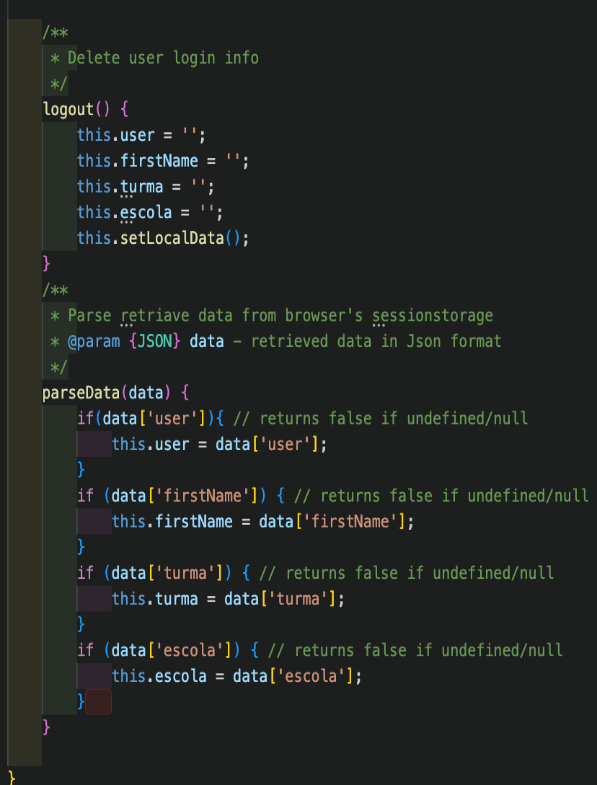 /**
 * Delete user login info
 */
logout() {
    this.user = '';
    this.firstName = '';
    this.turma = '';
    this.escola = '';
    this.setLocalData();
}
/**
 * Parse retriave data from browser's sessionstorage
 * @param {JSON} data – retrieved data in Json format
 */
parseData(data) {
    if(data['user']){ // returns false if undefined/null
        this.user = data['user'];
    }
    if (data['firstName']) { // returns false if undefined/null
        this.firstName = data['firstName'];
    }
    if (data['turma']) { // returns false if undefined/null
        this.turma = data['turma'];
    }
    if (data['escola']) { // returns false if undefined/null
        this.escola = data['escola'];
    }
}
}